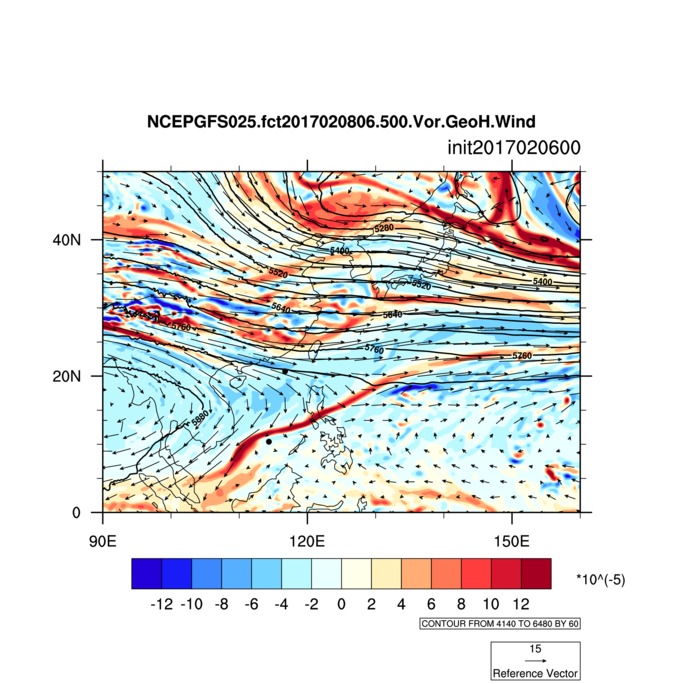 NCEPGFS025.fct2017020806.500.Vor.GeoH.Wind
init2017020600
5280
40N
5400
5520
5400
5520
5640
5640
5760
5760
5760
20N
5880
0
90E 120E 150E
-12 -10 -8 -6 -4 -2 0 2 4 6 8 10 12 *10^(-5)
CONTOUR FROM 4140 TO 6480 BY 60
15
Reference Vector